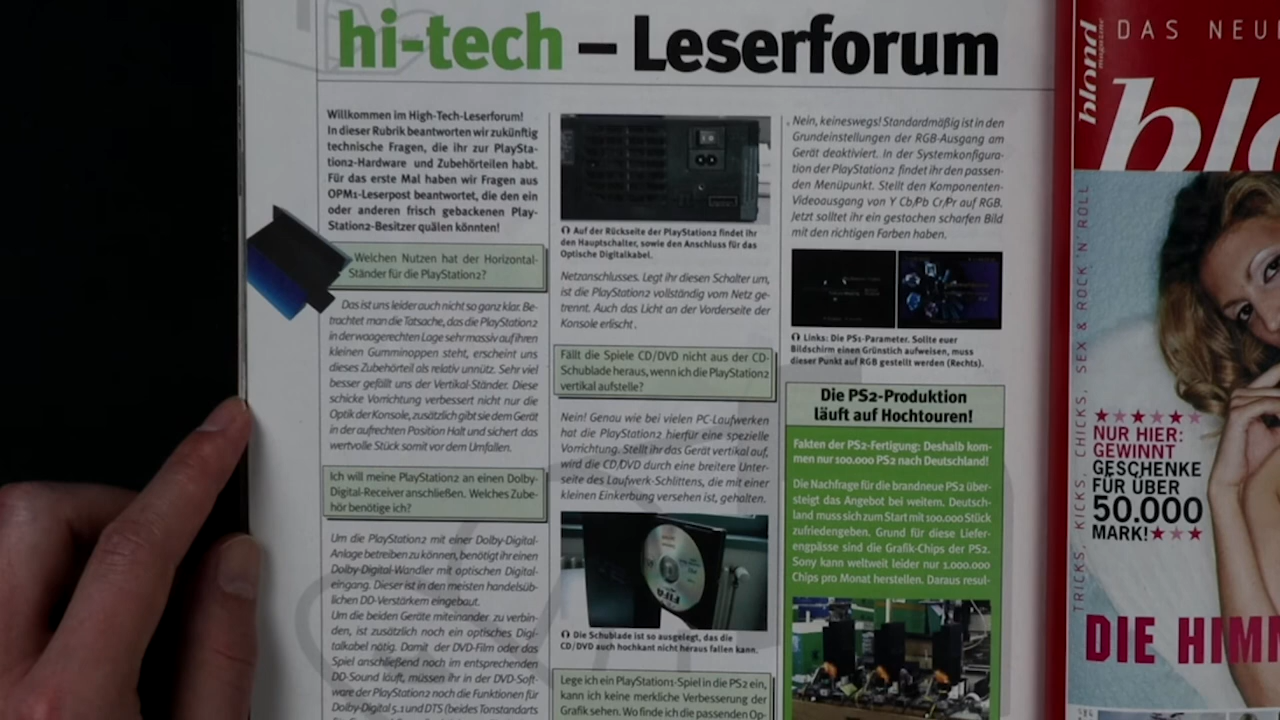 hi-tech – Leserforum
Willkommen im High-Tech-Leserforum!
In dieser Rubrik beantworten wir zukünftig
technische Fragen, die ihr zur PlaySta-
tion2-Hardware und Zubehörteilen habt.
Für das erste Mal haben wir Fragen aus
OPM1-Leserpost beantwortet, die den ein
oder anderen frisch gebackenen Play-
Station2-Besitzer quälen könnten!
Welchen Nutzen hat der Horizontal-
Ständer für die PlayStation2?
Das ist uns leider auch nicht so ganz klar. Be-
trachtet man die Tatsache, das die PlayStation2
in der waagerechten Lage sehr massiv auf ihren
kleinen Gumminoppen steht, erscheint uns
dieses Zubehörteil als relativ unnütz. Sehr viel
besser gefällt uns der Vertikal-Ständer. Diese
schicke Vorrichtung verbessert nicht nur die
Optik der Konsole, zusätzlich gibt sie dem Gerät
in der aufrechten Position Halt und sichert das
wertvolle Stück somit vor dem Umfallen.
Ich will meine PlayStation2 an einen Dolby-
Digital-Receiver anschließen. Welches Zube-
hör benötige ich?
Um die PlayStation2 mit einer Dolby-Digital-
Anlage betreiben zu können, benötigt ihr einen
Dolby-Digital-Wandler mit optischen Digital-
eingang. Dieser ist in den meisten handelsüb-
lichen DD-Verstärkern eingebaut.
Um die beiden Geräte miteinander zu verbin-
den, ist zusätzlich noch ein optisches Digi-
talkabel nötig. Damit der DVD-Film oder das
Spiel anschließend noch im entsprechenden
DD-Sound läuft, müssen ihr in der DVD-Soft-
ware der PlayStation2 noch die Funktionen für
Dolby-Digital 5.1 und DTS (beides Tonstandarts
Auf der Rückseite der PlayStation2 findet ihr
den Hauptschalter, sowie den Anschluss für das
Optische Digitalkabel.
Netzanschlusses. Legt ihr diesen Schalter um,
ist die PlayStation2 vollständig vom Netz ge-
trennt. Auch das Licht an der Vorderseite der
Konsole erlischt.
Fällt die Spiele CD/DVD nicht aus der CD-
Schublade heraus, wenn ich die PlayStation2
vertikal aufstelle?
Nein! Genau wie bei vielen PC-Laufwerken
hat die PlayStation2 hierfür eine spezielle
Vorrichtung. Stellt ihr das Gerät vertikal auf,
wird die CD/DVD durch eine breitere Unter-
seite des Laufwerk-Schlittens, die mit einer
kleinen Einkerbung versehen ist, gehalten.
FIFA
Die Schublade ist so ausgelegt, das die
CD/DVD auch hochkant nicht heraus fallen kann.
Lege ich ein PlayStation1-Spiel in die PS2 ein,
kann ich keine merkliche Verbesserung der
Grafik sehen. Wo finde ich die passenden Op-
Nein, keineswegs! Standardmäßig ist in den
Grundeinstellungen der RGB-Ausgang am
Gerät deaktiviert. In der Systemkonfigura-
tion der PlayStation2 findet ihr den passen-
den Menüpunkt. Stellt den Komponenten-
Videoausgang von Y Cb/Pb Cr/Pr auf RGB.
Jetzt solltet ihr ein gestochen scharfen Bild
mit den richtigen Farben haben.
Links: Die PS1-Parameter. Sollte euer
Bildschirm einen Grünstich aufweisen, muss
dieser Punkt auf RGB gestellt werden (Rechts).
Die PS2-Produktion
läuft auf Hochtouren!
Fakten der PS2-Fertigung: Deshalb kom-
men nur 100.000 PS2 nach Deutschland!
Die Nachfrage für die brandneue PS2 über-
steigt das Angebot bei weitem. Deutsch-
land muss sich zum Start mit 100.000 Stück
zufriedengeben. Grund für diese Liefer-
engpässe sind die Grafik-Chips der PS2.
Sony kann weltweit leider nur 1.000.000
Chips pro Monat herstellen. Daraus resul-
blond
magazine
DAS NEUE
blo
TRICKS, KICKS, CHICKS, SEX & ROCK'N'ROLL
NUR HIER:
GEWINNT
GESCHENKE
FÜR ÜBER
50.000
MARK!
DIE HIMM